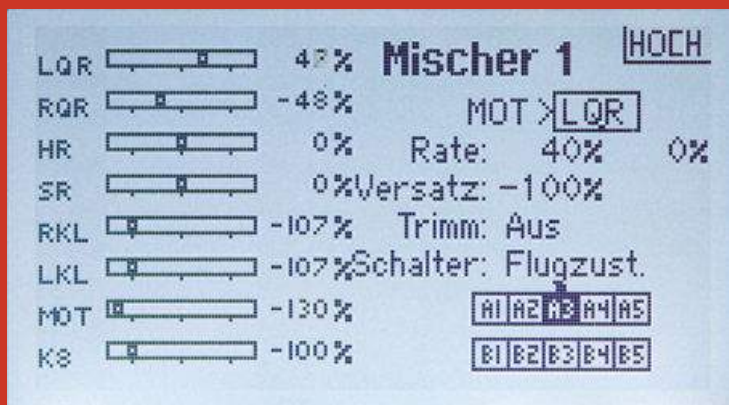 HOCH
Mischer 1
MOT >LQR
Rate: 40% 0%
Versatz: -100%
Trimm: Aus
Schalter: Flugzust.
A1 A2 A3 A4 A5
B1 B2 B3 B4 B5
LQR 47%
RQR -48%
HR 0%
SR 0%
RKL -107%
LKL -107%
MOT -130%
K8 -100%